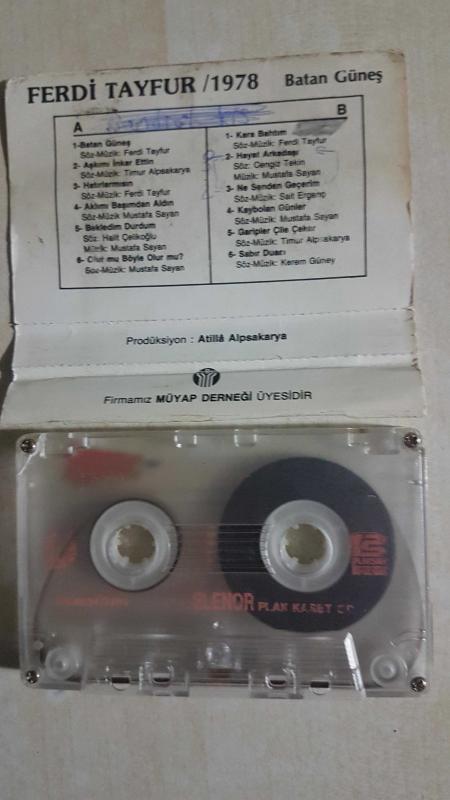 FERDİ TAYFUR /1978 Batan Güneş
A
1-Batan Güneş
Söz-Müzik: Ferdi Tayfur
2- Aşkımı İnkar Ettin
Söz-Müzik: Timur Alpsakarya
3- Hatırlarmısın
Söz-Müzik: Ferdi Tayfur
4- Aklımı Başımdan Aldın
Söz-Müzik Mustafa Sayan
5- Bekledim Durdum
Söz: Halit Çelikoğlu
Müzik: Mustafa Sayan
6- Olur mu Böyle Olur mu?
Söz-Müzik: Mustafa Sayan
B
1- Kara Bahtım
Söz-Müzik: Ferdi Tayfur
2- Hayat Arkadaşı
Söz: Cengiz Tekin
Müzik: Mustafa Sayan
3- Ne Senden Geçerim
Söz-Müzik: Sait Ergenç
4- Kaybolan Günler
Söz-Müzik: Mustafa Sayan
5- Garipler Çile Çeker
Söz-Müzik: Timur Alpsakarya
6- Sabır Duacı
Söz-Müzik: Kerem Güney
Prodüksiyon : Atillâ Alpsakarya
Firmamız MÜYAP DERNEĞİ ÜYESİDİR
ELENOR PLAK KASET